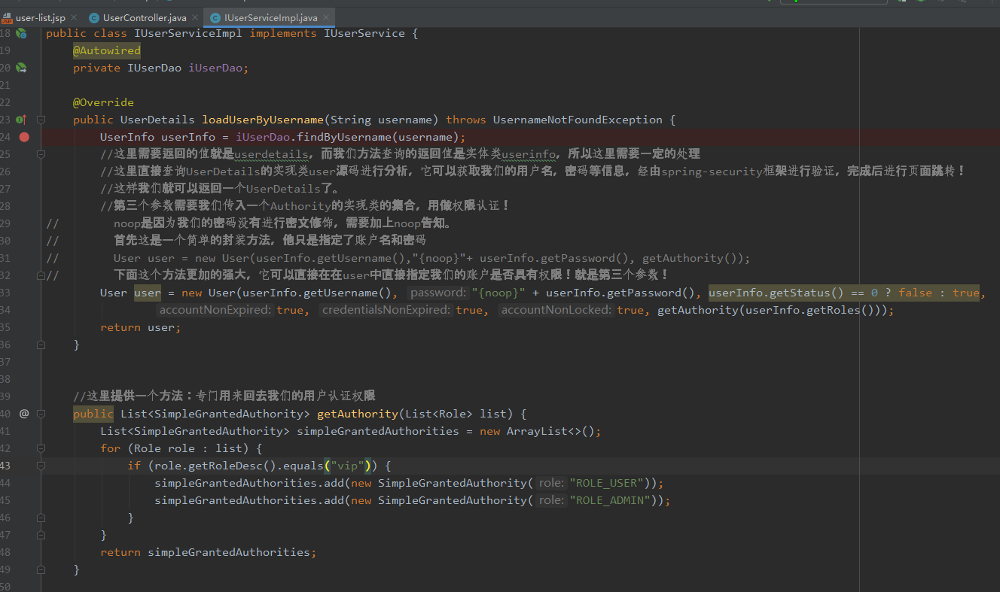 user-list.jsp UserController.java IUserServiceImpl.java
18 public class IUserServiceImpl implements IUserService {
19 @Autowired
20 private IUserDao iUserDao;
21
22 @Override
23 public UserDetails loadUserByUsername(String username) throws UsernameNotFoundException {
24 UserInfo userInfo = iUserDao.findByUsername(username);
25 //这里需要返回的值就是userdetails，而我们方法查询的返回值是实体类userinfo，所以这里需要一定的处理
26 //这里直接查询UserDetails的实现类user源码进行分析，它可以获取我们的用户名，密码等信息，经由spring-security框架进行验证，完成后进行页面跳转！
27 //这样我们就可以返回一个UserDetails了。
28 //第三个参数需要我们传入一个Authority的实现类的集合，用做权限认证！
29 // noop是因为我们的密码没有进行密文修饰，需要加上noop告知。
30 // 首先这是一个简单的封装方法，他只是指定了账户名和密码
31 // User user = new User(userInfo.getUsername(),"{noop}"+ userInfo.getPassword(), getAuthority());
32 // 下面这个方法更加的强大，它可以直接在在user中直接指定我们的账户是否具有权限！就是第三个参数！
33 User user = new User(userInfo.getUsername(), password: "{noop}" + userInfo.getPassword(), userInfo.getStatus() == 0 ? false : true,
34 accountNonExpired: true, credentialsNonExpired: true, accountNonLocked: true, getAuthority(userInfo.getRoles()));
35 return user;
36 }
37
38
39 //这里提供一个方法：专门用来回去我们的用户认证权限
40 @ public List<SimpleGrantedAuthority> getAuthority(List<Role> list) {
41 List<SimpleGrantedAuthority> simpleGrantedAuthorities = new ArrayList<>();
42 for (Role role : list) {
43 if (role.getRoleDesc().equals("vip")) {
44 simpleGrantedAuthorities.add(new SimpleGrantedAuthority( role: "ROLE_USER"));
45 simpleGrantedAuthorities.add(new SimpleGrantedAuthority( role: "ROLE_ADMIN"));
46 }
47 }
48 return simpleGrantedAuthorities;
49 }
50